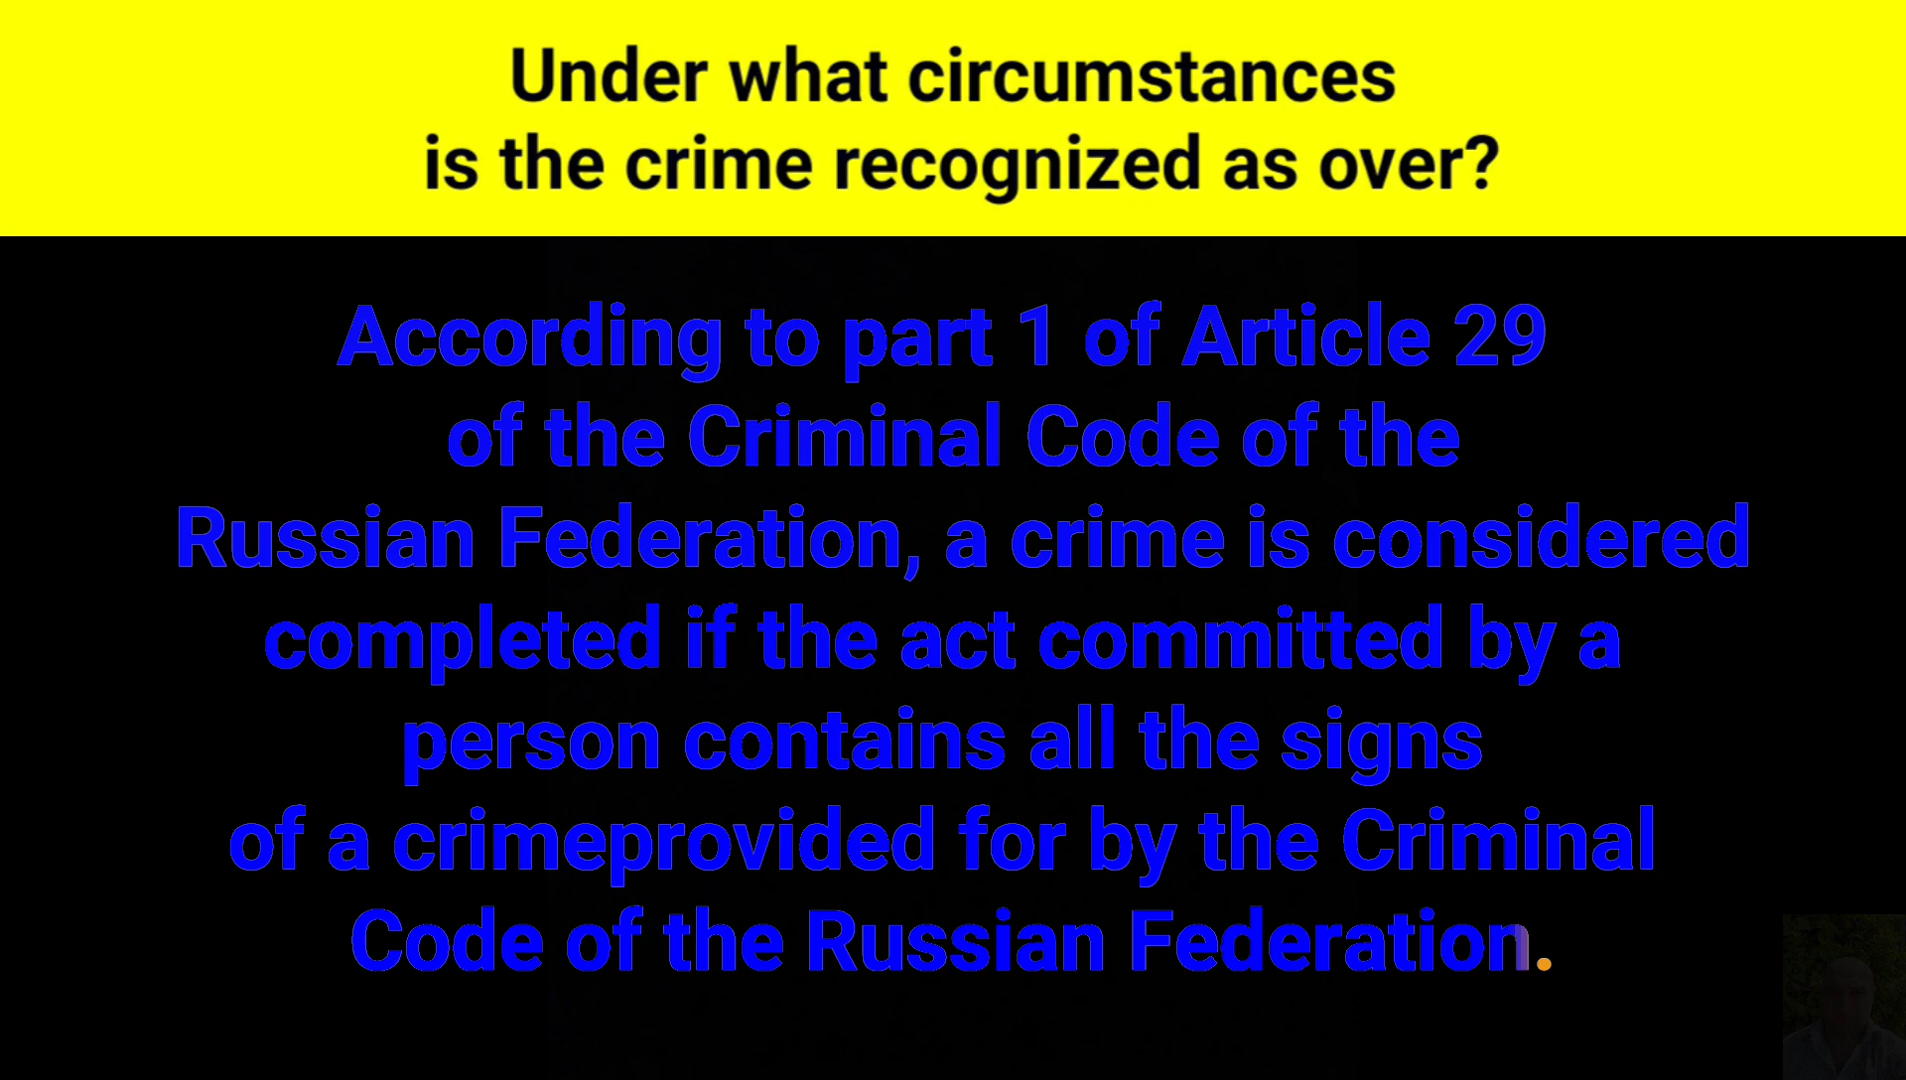 Under what circumstances
is the crime recognized as over?
According to part 1 of Article 29
of the Criminal Code of the
Russian Federation, a crime is considered
completed if the act committed by a
person contains all the signs
of a crimeprovided for by the Criminal
Code of the Russian Federation.